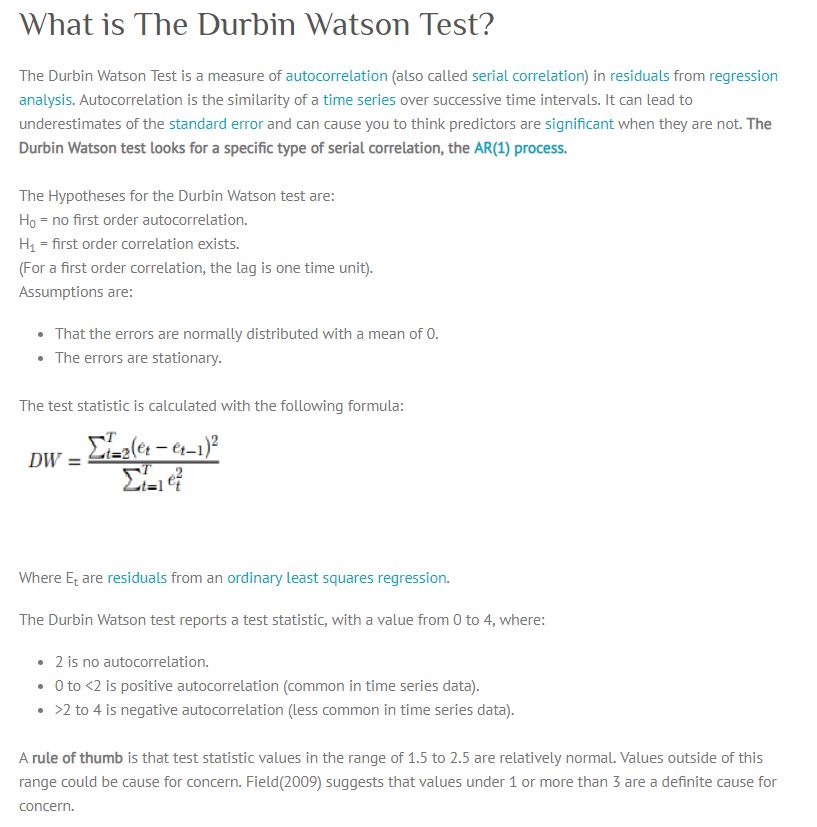 What is The Durbin Watson Test?
The Durbin Watson Test is a measure of autocorrelation (also called serial correlation) in residuals from regression
analysis. Autocorrelation is the similarity of a time series over successive time intervals. It can lead to
underestimates of the standard error and can cause you to think predictors are significant when they are not. The
Durbin Watson test looks for a specific type of serial correlation, the AR(1) process.
The Hypotheses for the Durbin Watson test are:
H₀ = no first order autocorrelation.
H₁ = first order correlation exists.
(For a first order correlation, the lag is one time unit).
Assumptions are:
• That the errors are normally distributed with a mean of 0.
• The errors are stationary.
The test statistic is calculated with the following formula:
DW = ∑ᵀₜ₌₂(eₜ − eₜ₋₁)² / ∑ᵀₜ₌₁ eₜ²
Where Eₜ are residuals from an ordinary least squares regression.
The Durbin Watson test reports a test statistic, with a value from 0 to 4, where:
• 2 is no autocorrelation.
• 0 to <2 is positive autocorrelation (common in time series data).
• >2 to 4 is negative autocorrelation (less common in time series data).
A rule of thumb is that test statistic values in the range of 1.5 to 2.5 are relatively normal. Values outside of this
range could be cause for concern. Field(2009) suggests that values under 1 or more than 3 are a definite cause for
concern.